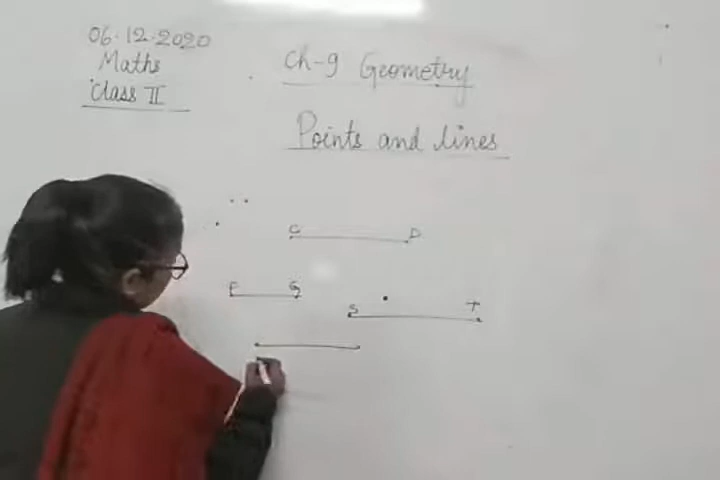 06.12.2020
Maths
Class II
Ch-9 Geometry
Points and lines
C D
F G
S T